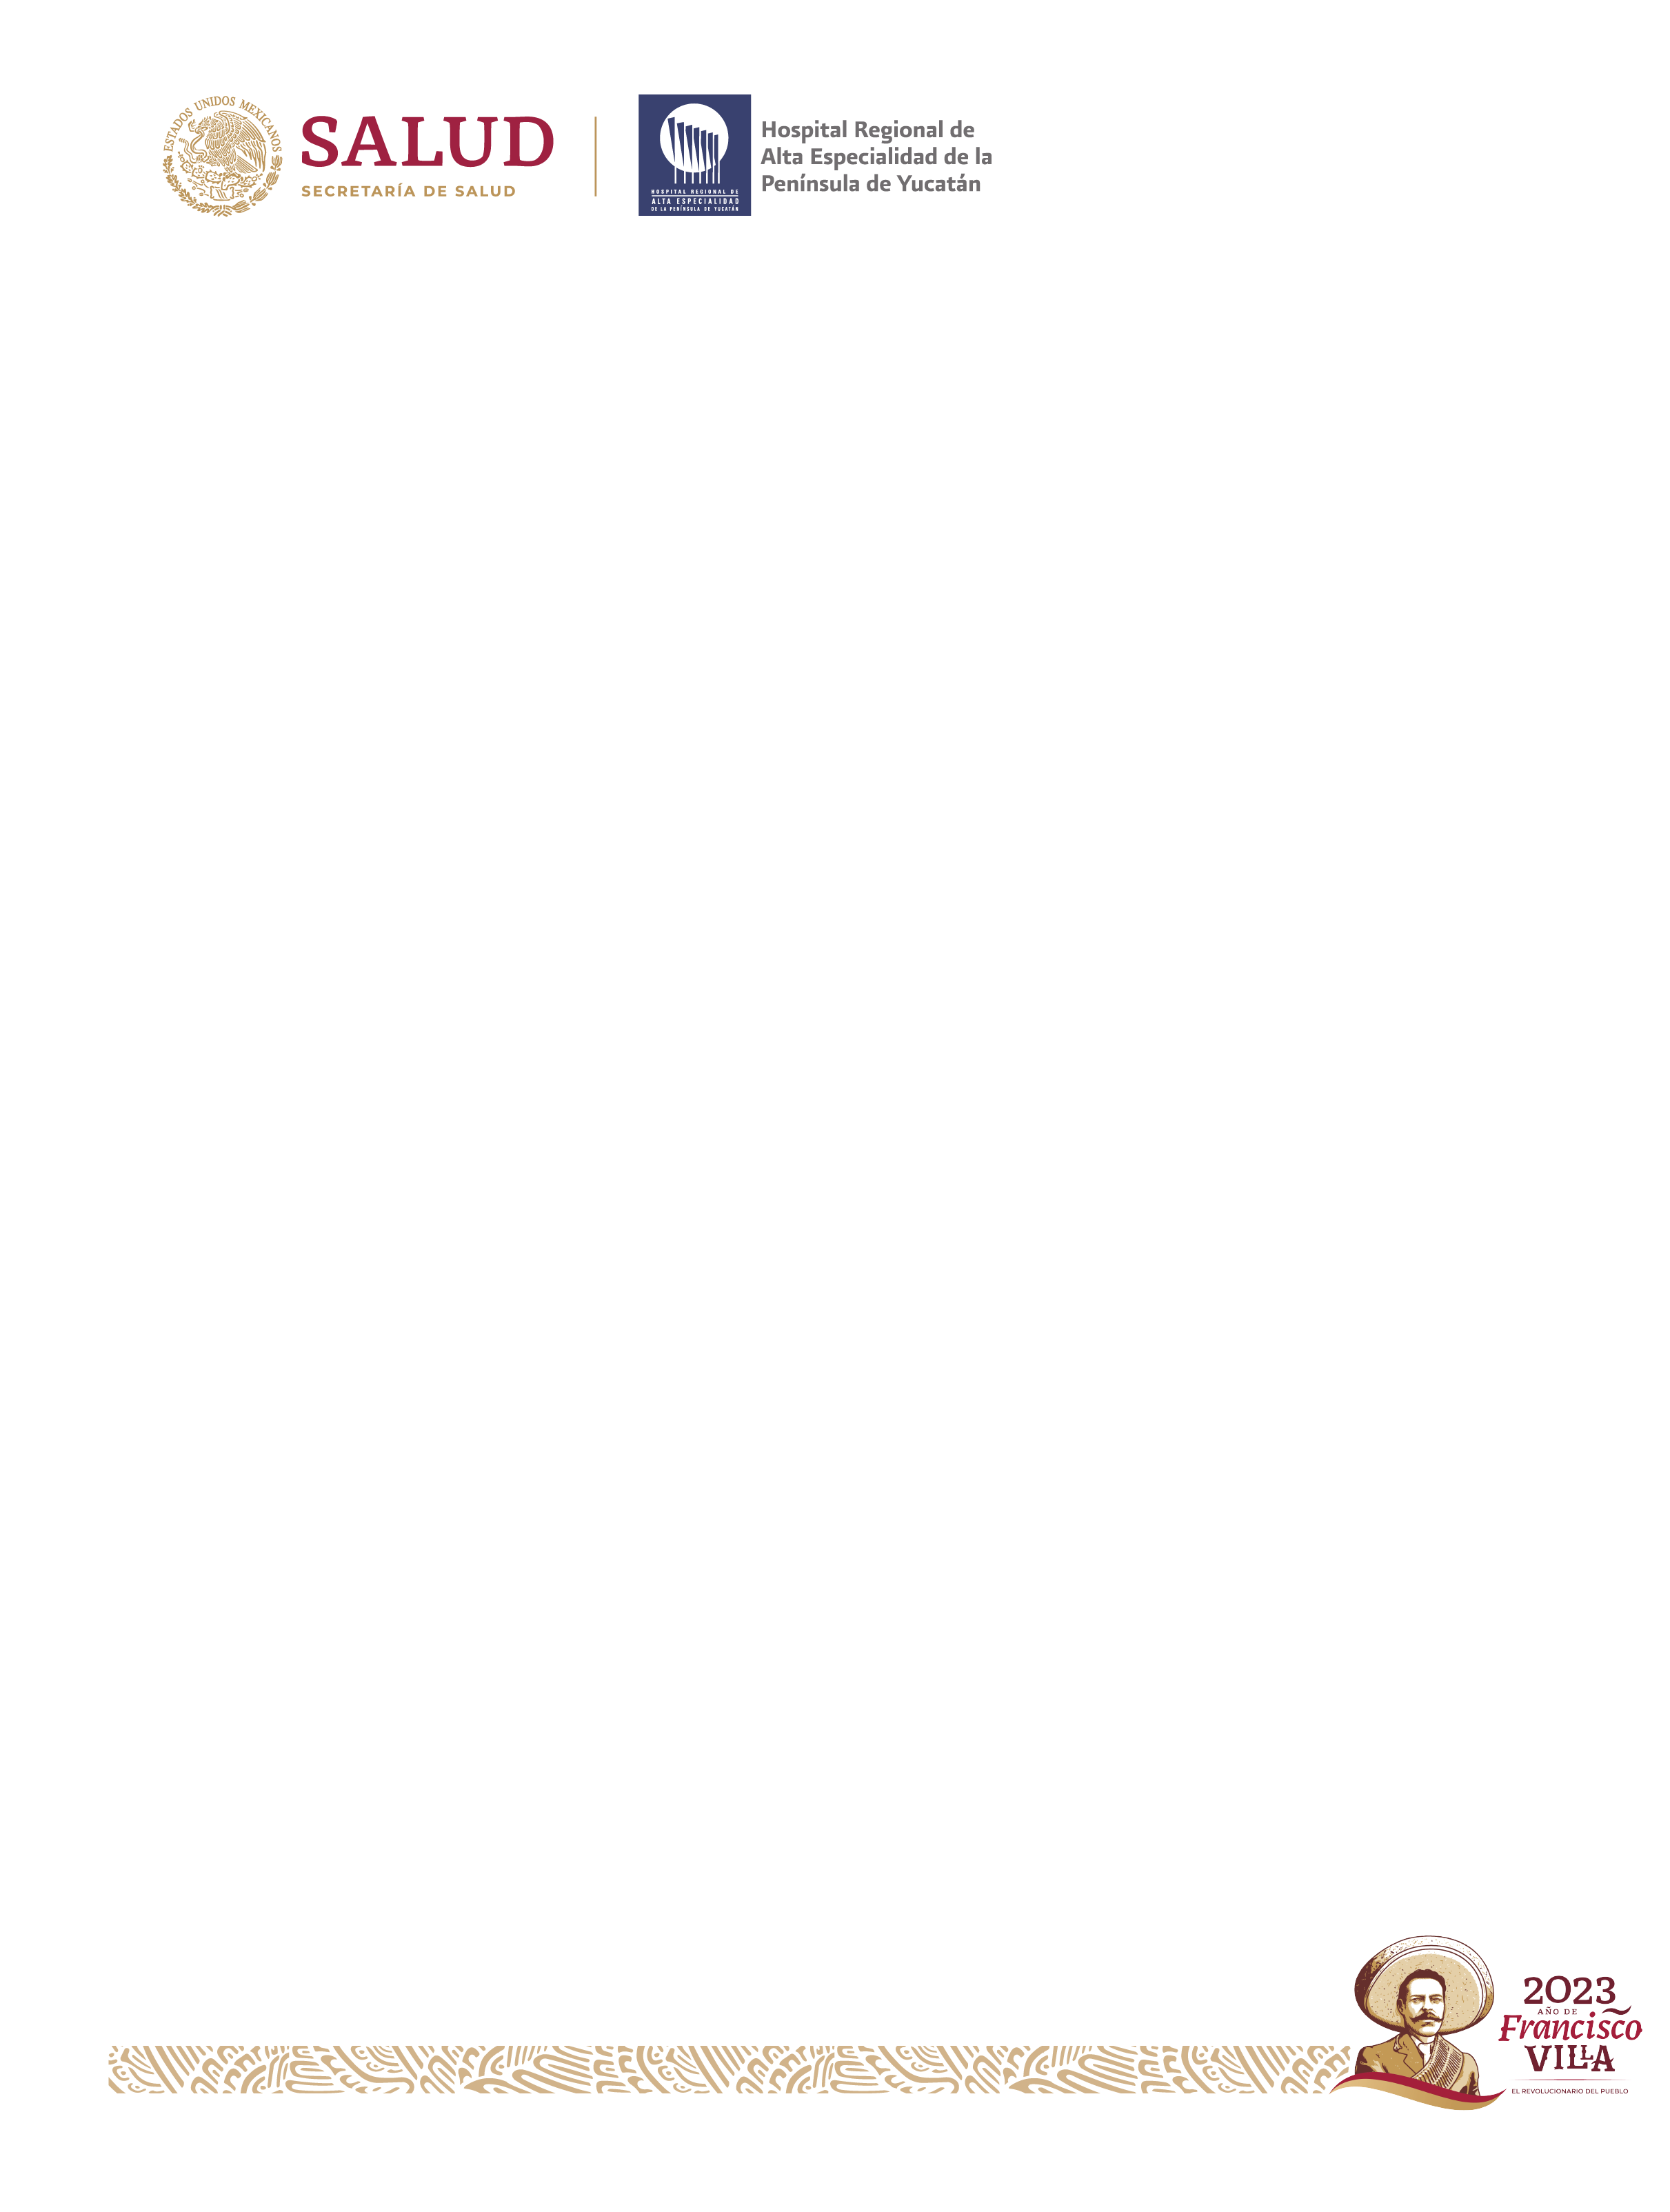 ESTADOS UNIDOS MEXICANOS
SALUD
SECRETARÍA DE SALUD
HOSPITAL REGIONAL DE
ALTA ESPECIALIDAD
DE LA PENÍNSULA DE YUCATÁN
Hospital Regional de
Alta Especialidad de la
Península de Yucatán
2023
AÑO DE
Francisco
VILLA
EL REVOLUCIONARIO DEL PUEBLO